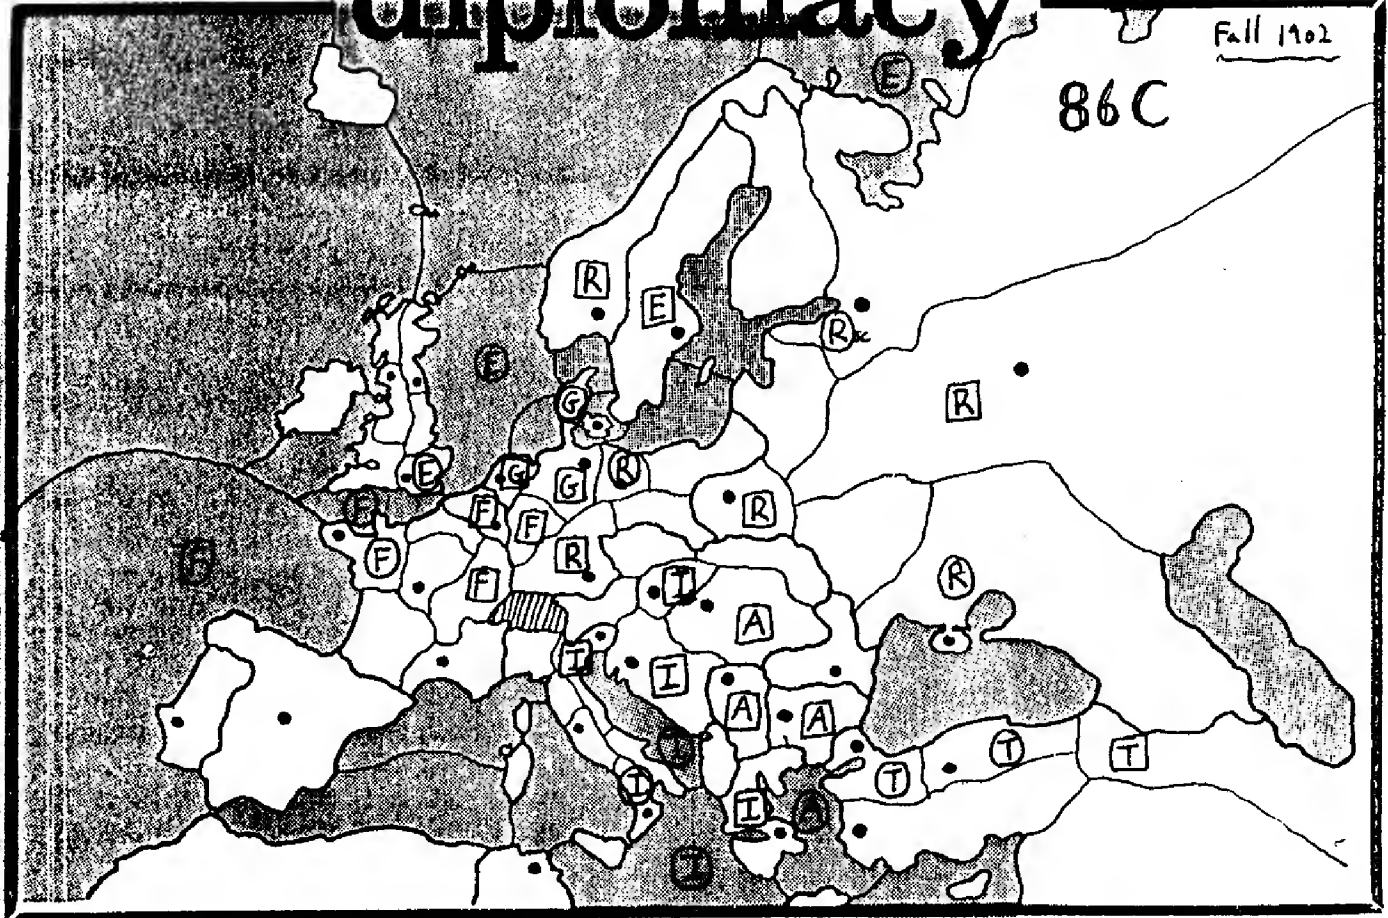 diplomacy
Fall 1902
E
86C
R
E
R
E
R
G
E G G R
F F F R
F F R
F I R
A
I I
A A
I T T
I T
I A
I